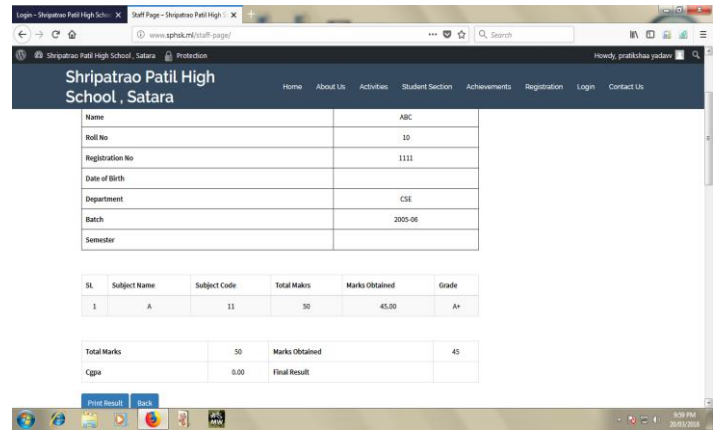 Login – Shripatrao Patil High Scho X Staff Page – Shripatrao Patil High S X +
www.sphsk.ml/staff-page/ Search
Shripatrao Patil High School , Satara Protection Howdy, pratikshaa yadaw
Shripatrao Patil High
School , Satara
Home About Us Activities Student Section Achievements Registration Login Contact Us
Name ABC
Roll No 10
Registration No 1111
Date of Birth
Department CSE
Batch 2005-06
Semester
SL Subject Name Subject Code Total Makrs Marks Obtained Grade
1 A 11 50 45.00 A+
Total Marks 50 Marks Obtained 45
Cgpa 0.00 Final Result
Print Result Back
9:59 PM
20/03/2018